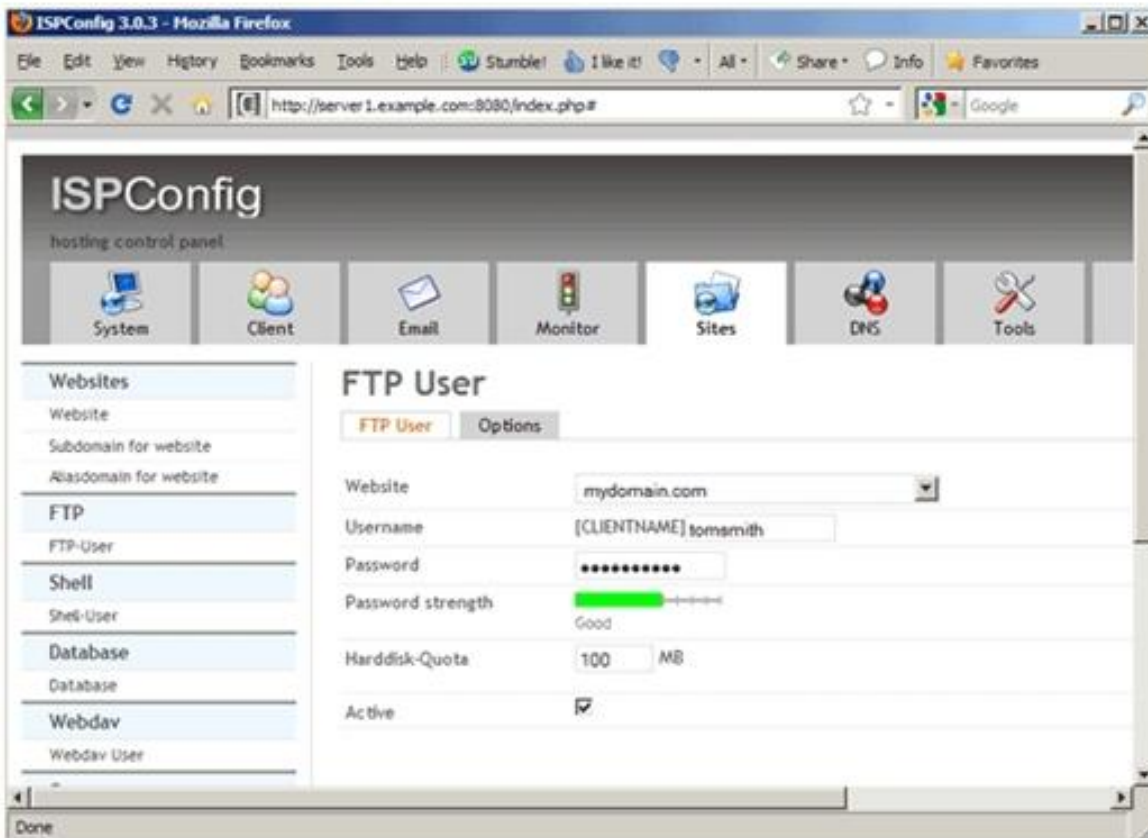 ISPConfig 3.0.3 - Mozilla Firefox
File Edit View History Bookmarks Tools Help Stumble! I like it! All Share Info Favorites
http://server1.example.com:8080/index.php# Google
ISPConfig
hosting control panel
System Client Email Monitor Sites DNS Tools
Websites
Website
Subdomain for website
Aliasdomain for website
FTP
FTP-User
Shell
Shell-User
Database
Database
Webdav
Webdav User
FTP User
FTP User Options
Website mydomain.com
Username [CLIENTNAME] tomsmith
Password ••••••••••
Password strength
Good
Harddisk-Quota 100 MB
Active
Done